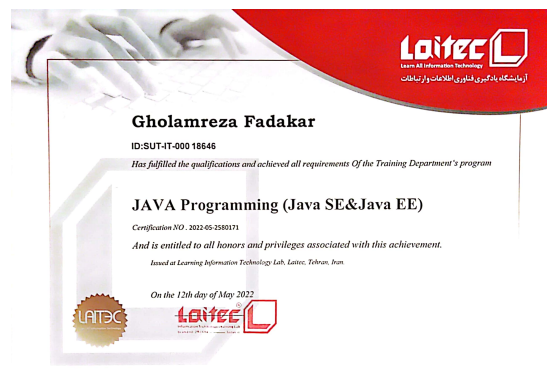 Laitec
Learn All Information Technology
آزمایشگاه یادگیری فناوری اطلاعات و ارتباطات
Gholamreza Fadakar
ID:SUT-IT-000 18646
Has fulfilled the qualifications and achieved all requirements Of the Training Department's program
JAVA Programming (Java SE&Java EE)
Certification NO . 2022-05-2580171
And is entitled to all honors and privileges associated with this achievement.
Issued at Learning Information Technology Lab, Laitec, Tehran, Iran.
On the 12th day of May 2022
LAITEC
Laitec